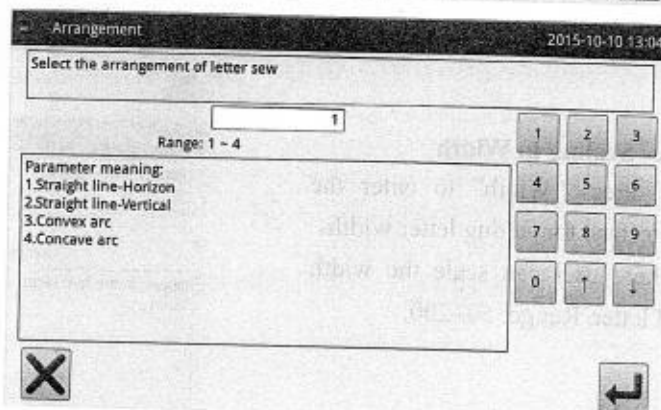 Arrangement
2015-10-10 13:0
Select the arrangement of letter sew
1
Range: 1 ~ 4
Parameter meaning:
1.Straight line-Horizon
2.Straight line-Vertical
3.Convex arc
4.Concave arc
1 2 3
4 5 6
7 8 9
0 ↑ ↓